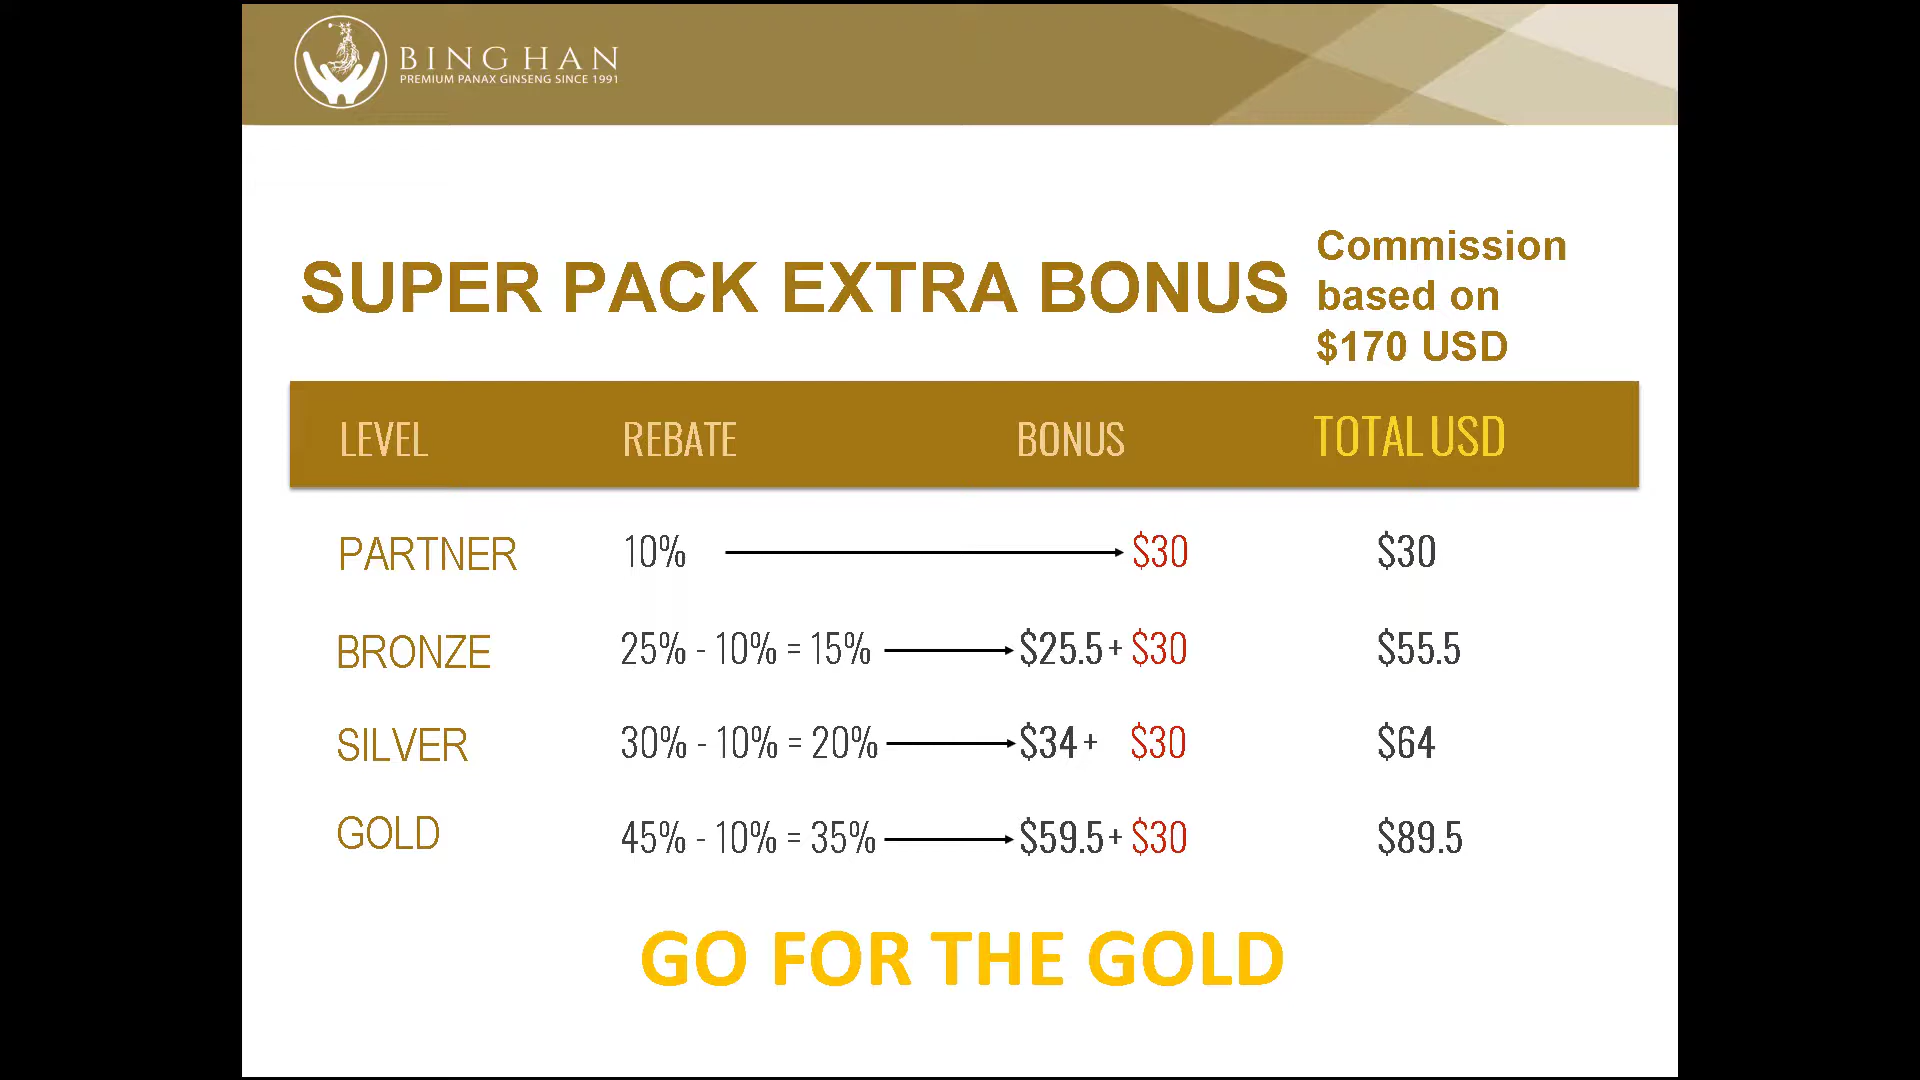 BINGHAN
PREMIUM PANAX GINSENG SINCE 1991
SUPER PACK EXTRA BONUS
Commission
based on
$170 USD
LEVEL REBATE BONUS TOTAL USD
PARTNER 10% $30 $30
BRONZE 25% - 10% = 15% $25.5+ $30 $55.5
SILVER 30% - 10% = 20% $34+ $30 $64
GOLD 45% - 10% = 35% $59.5+ $30 $89.5
GO FOR THE GOLD